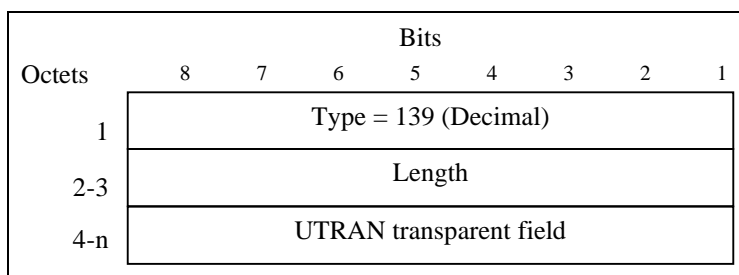 Bits
Octets 8 7 6 5 4 3 2 1
1 Type = 139 (Decimal)
2-3 Length
4-n UTRAN transparent field